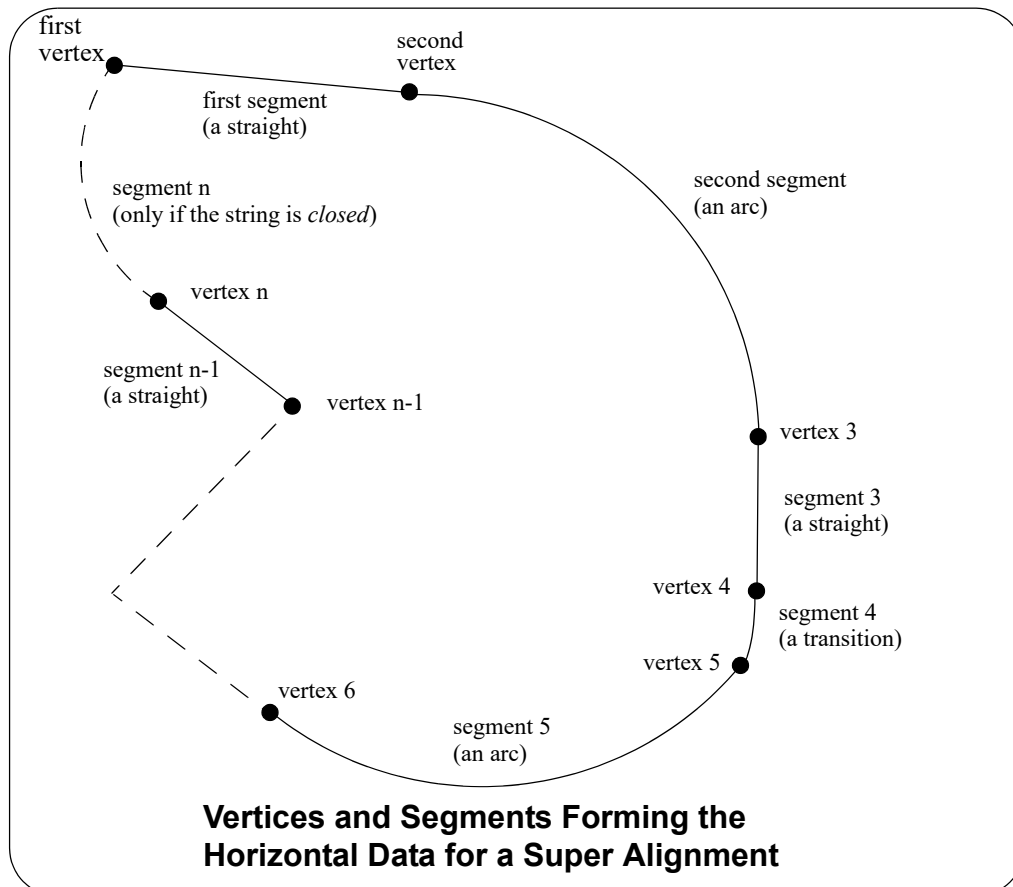 first
vertex
second
vertex
first segment
(a straight)
second segment
(an arc)
segment n
(only if the string is closed)
vertex n
segment n-1
(a straight)
vertex n-1
vertex 3
segment 3
(a straight)
vertex 4
segment 4
(a transition)
vertex 5
vertex 6
segment 5
(an arc)
Vertices and Segments Forming the
Horizontal Data for a Super Alignment